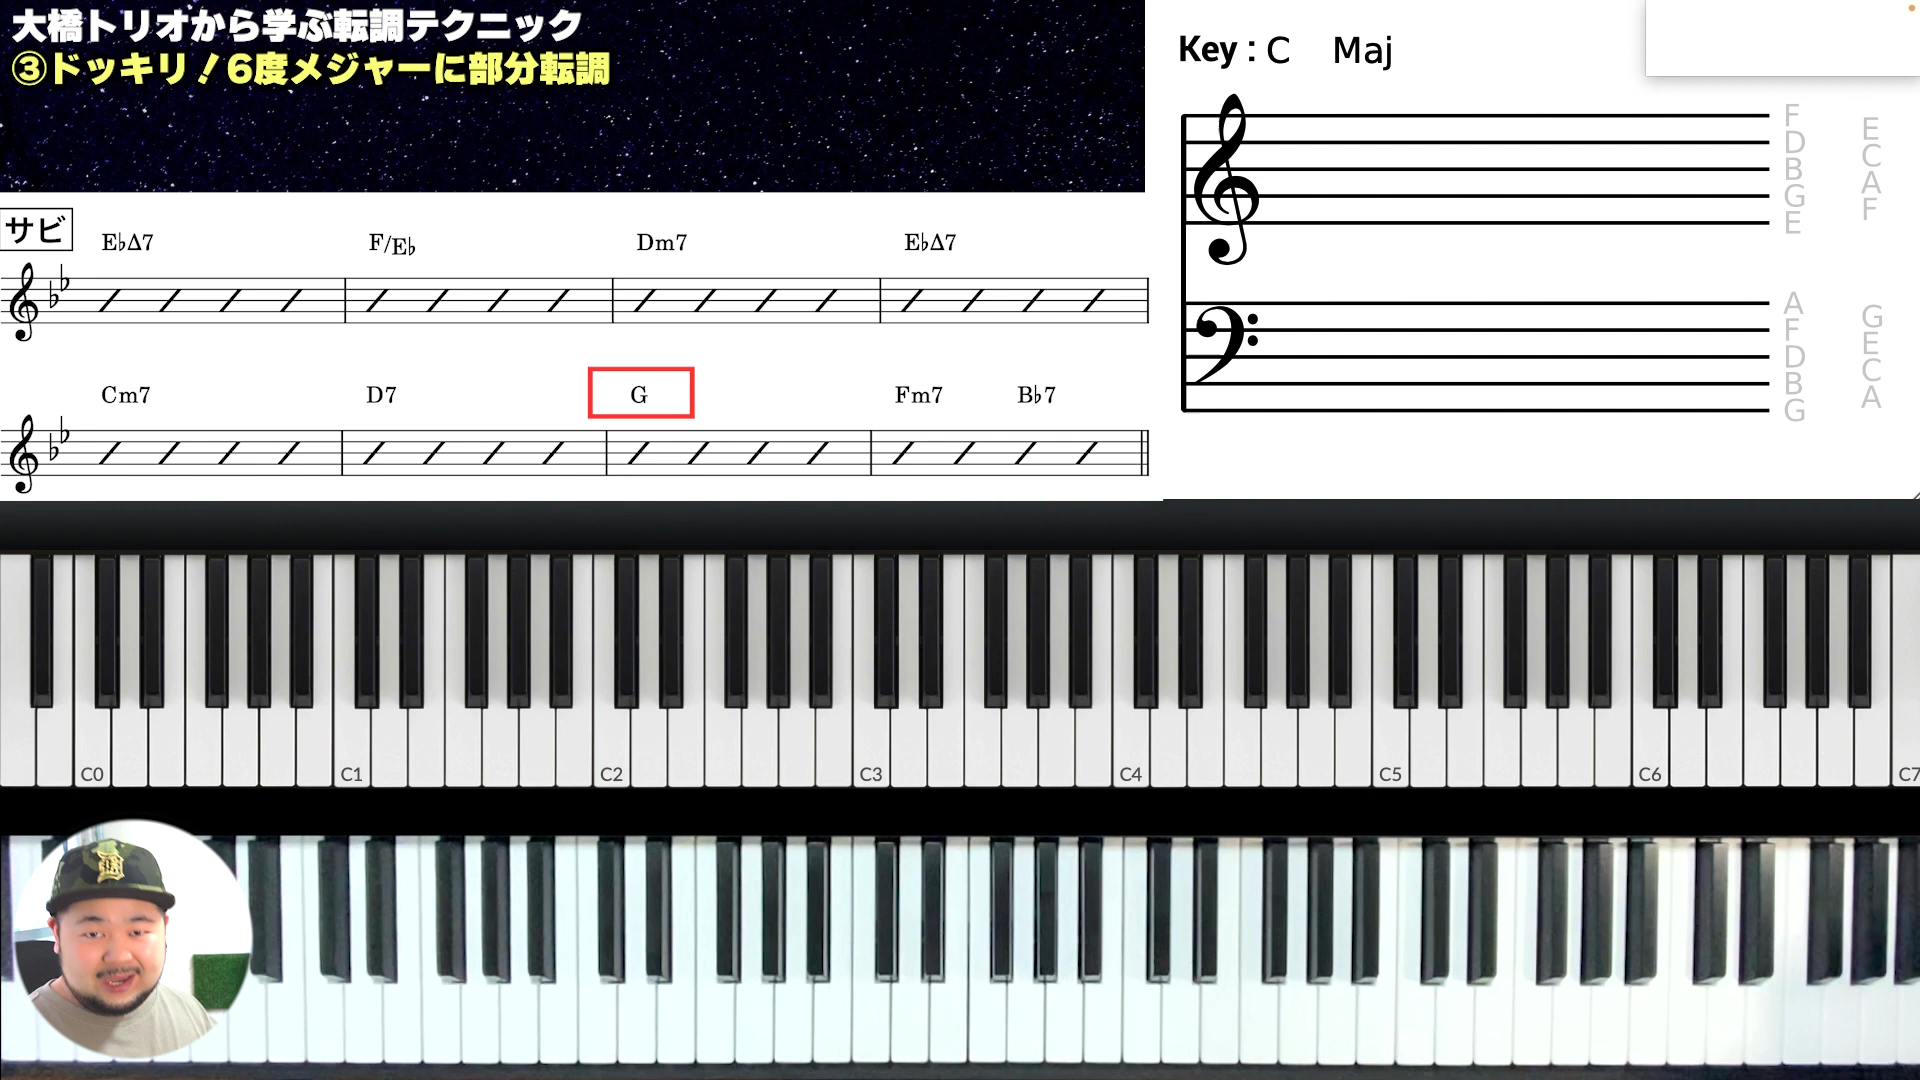 大橋トリオから学ぶ転調テクニック
③ドッキリ！6度メジャーに部分転調
Key : C Maj
サビ
E♭Δ7 F/E♭ Dm7 E♭Δ7
Cm7 D7 G Fm7 B♭7
F
D
B
G
E
E
C
A
F
A
F
D
B
G
G
E
C
A
C0 C1 C2 C3 C4 C5 C6 C7
D